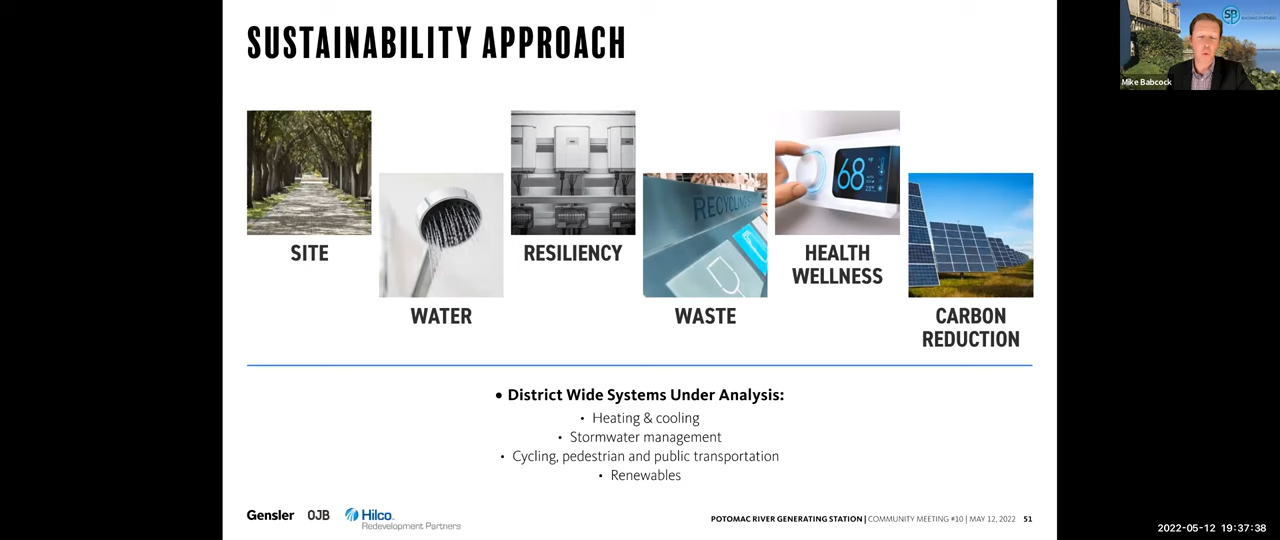 SUSTAINABILITY APPROACH
Mike Babcock
SITE
WATER
RESILIENCY
RECYCLING
WASTE
68
HEALTH
WELLNESS
CARBON
REDUCTION
• District Wide Systems Under Analysis:
• Heating & cooling
• Stormwater management
• Cycling, pedestrian and public transportation
• Renewables
Gensler OJB Hilco
Redevelopment Partners
POTOMAC RIVER GENERATING STATION | COMMUNITY MEETING #10 | MAY 12, 2022 51
2022-05-12 19:37:38